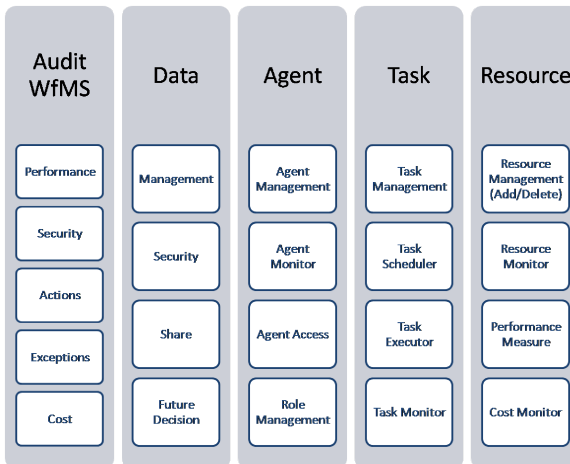 Audit
WfMS
Performance
Security
Actions
Exceptions
Cost
Data
Management
Security
Share
Future
Decision
Agent
Agent
Management
Agent
Monitor
Agent Access
Role
Management
Task
Task
Management
Task
Scheduler
Task
Executor
Task Monitor
Resource
Resource
Management
(Add/Delete)
Resource
Monitor
Performance
Measure
Cost Monitor